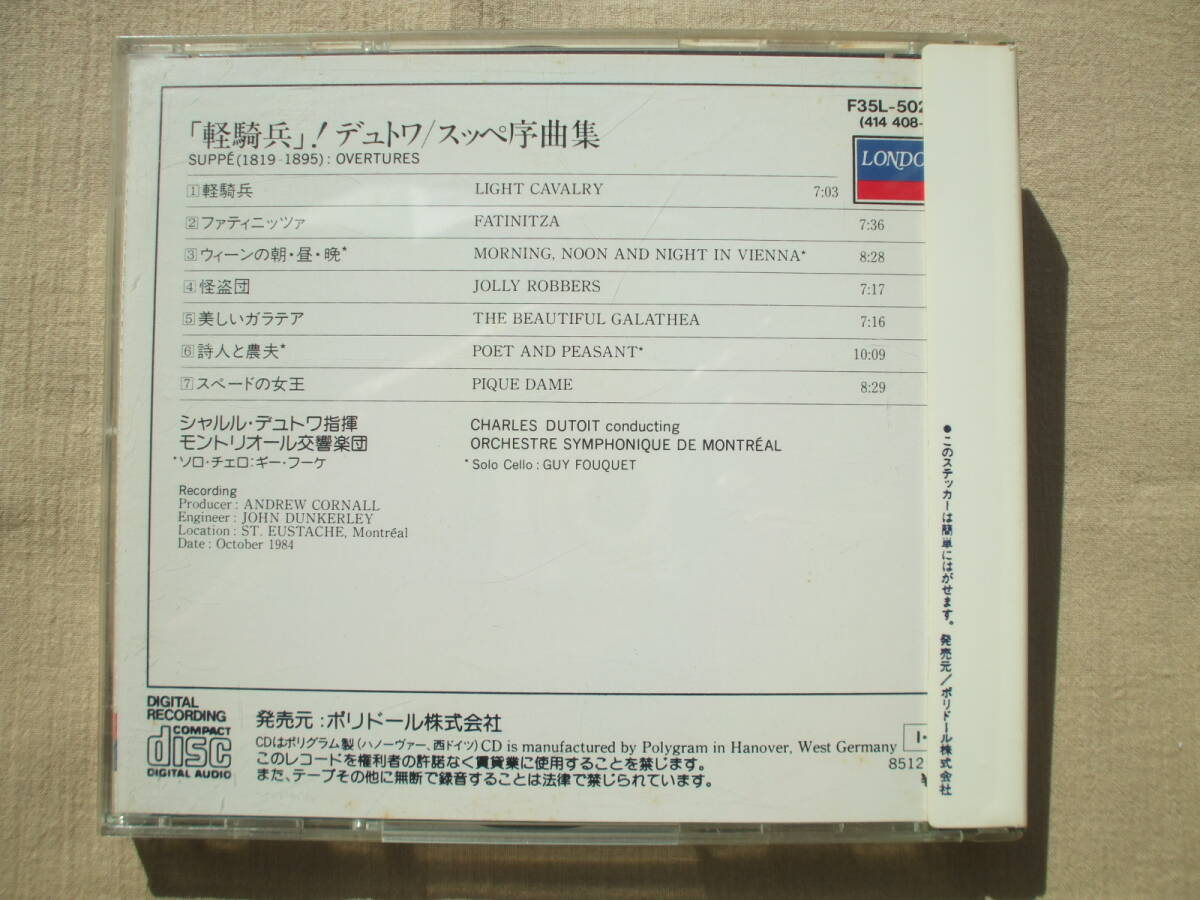 F35L-502
(414 408-
「軽騎兵」！デュトワ/スッペ序曲集
SUPPÉ(1819-1895): OVERTURES
LONDO
1 軽騎兵 LIGHT CAVALRY 7:03
2 ファティニッツァ FATINITZA 7:36
3 ウィーンの朝・昼・晩* MORNING, NOON AND NIGHT IN VIENNA* 8:28
4 怪盗団 JOLLY ROBBERS 7:17
5 美しいガラテア THE BEAUTIFUL GALATHEA 7:16
6 詩人と農夫* POET AND PEASANT* 10:09
7 スペードの女王 PIQUE DAME 8:29
シャルル・デュトワ指揮 CHARLES DUTOIT conducting
モントリオール交響楽団 ORCHESTRE SYMPHONIQUE DE MONTRÉAL
*ソロ・チェロ:ギー・フーケ *Solo Cello: GUY FOUQUET
Recording
Producer: ANDREW CORNALL
Engineer: JOHN DUNKERLEY
Location: ST. EUSTACHE, Montréal
Date: October 1984
DIGITAL
RECORDING
COMPACT
disc
DIGITAL AUDIO
発売元:ポリドール株式会社
CDはポリグラム製(ハノーヴァー、西ドイツ) CD is manufactured by Polygram in Hanover, West Germany
このレコードを権利者の許諾なく賃貸業に使用することを禁じます。
また、テープその他に無断で録音することは法律で禁じられています。
8512
●このステッカーは簡単にはがせます。 発売元/ポリドール株式会社